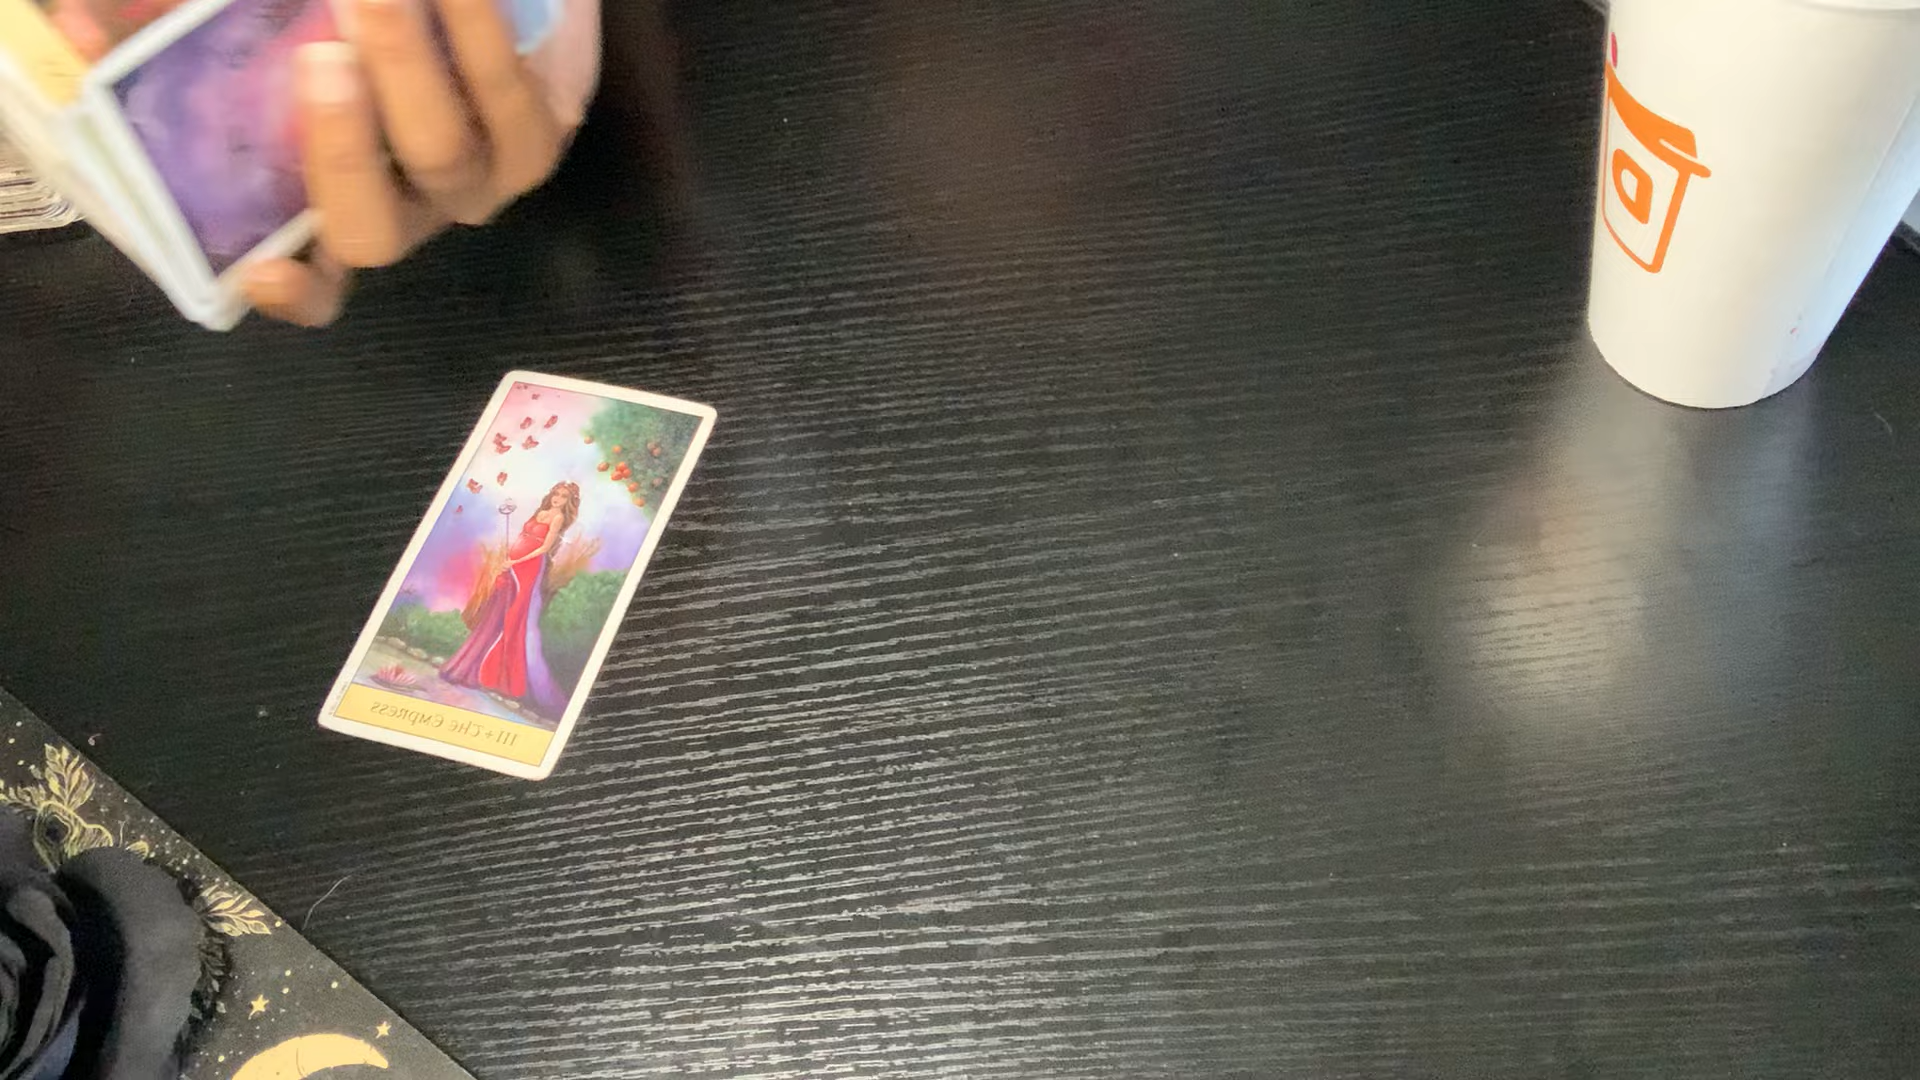 III ✦ The Empress